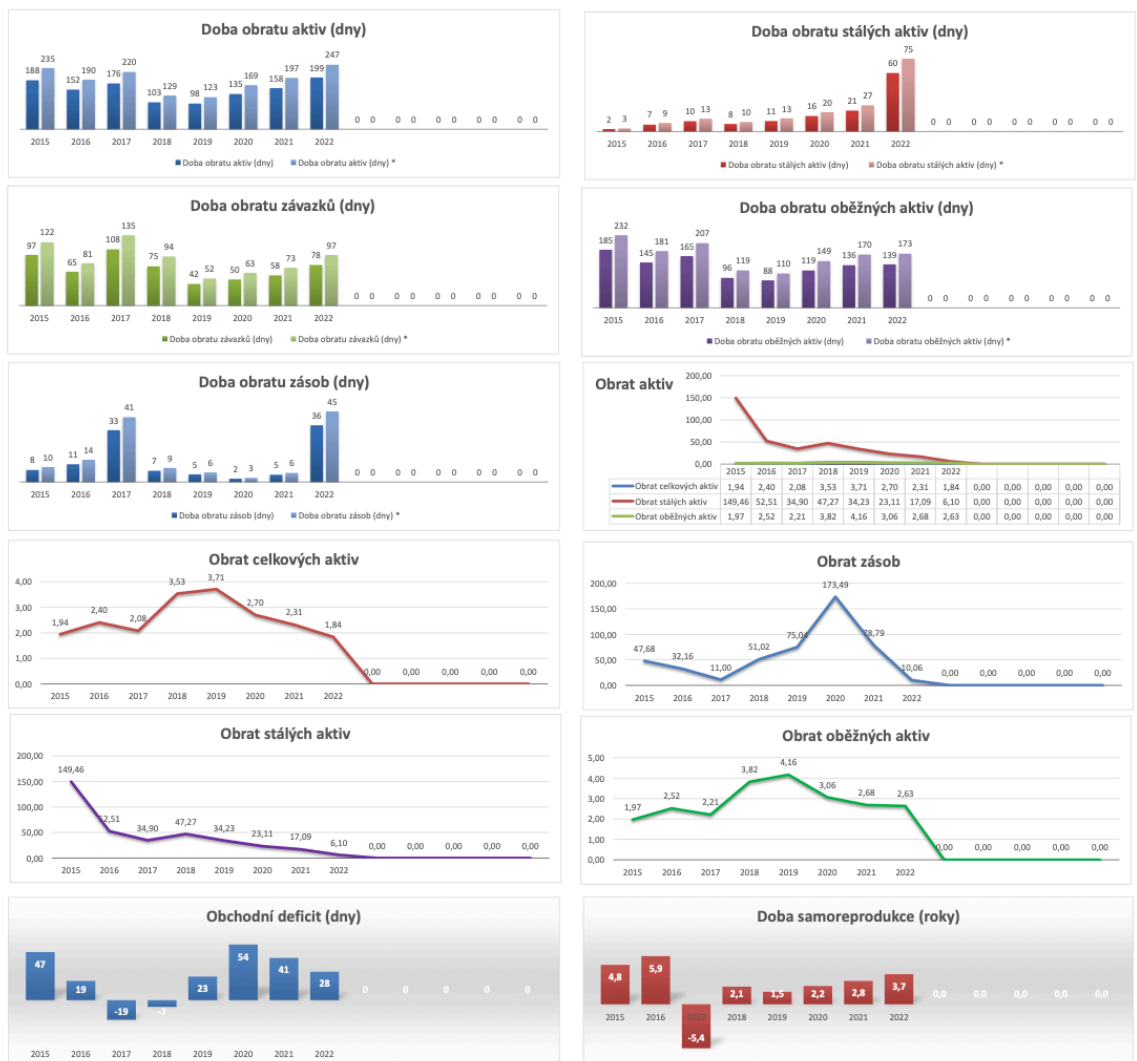 Doba obratu aktiv (dny)
188 235 152 190 176 220 103 129 98 123 135 169 158 197 199 247 0 0 0 0 0 0 0 0 0 0
2015 2016 2017 2018 2019 2020 2021 2022
Doba obratu aktiv (dny) Doba obratu aktiv (dny) *
Doba obratu stálých aktiv (dny)
2 3 7 9 10 13 8 10 11 13 16 20 21 27 60 75 0 0 0 0 0 0 0 0 0 0
2015 2016 2017 2018 2019 2020 2021 2022
Doba obratu stálých aktiv (dny) Doba obratu stálých aktiv (dny) *
Doba obratu závazků (dny)
97 122 65 81 108 135 75 94 42 52 50 63 58 73 78 97 0 0 0 0 0 0 0 0 0 0
2015 2016 2017 2018 2019 2020 2021 2022
Doba obratu závazků (dny) Doba obratu závazků (dny) *
Doba obratu oběžných aktiv (dny)
185 232 145 181 165 207 96 119 88 110 119 149 136 170 139 173 0 0 0 0 0 0 0 0 0 0
2015 2016 2017 2018 2019 2020 2021 2022
Doba obratu oběžných aktiv (dny) Doba obratu oběžných aktiv (dny) *
Doba obratu zásob (dny)
8 10 11 14 33 41 7 9 5 6 2 3 5 6 36 45 0 0 0 0 0 0 0 0 0 0
2015 2016 2017 2018 2019 2020 2021 2022
Doba obratu zásob (dny) Doba obratu zásob (dny) *
Obrat aktiv
200,00
150,00
100,00
50,00
0,00
2015 2016 2017 2018 2019 2020 2021 2022
Obrat celkových aktiv 1,94 2,40 2,08 3,53 3,71 2,70 2,31 1,84 0,00 0,00 0,00 0,00 0,00
Obrat stálých aktiv 149,46 52,51 34,90 47,27 34,23 23,11 17,09 6,10 0,00 0,00 0,00 0,00 0,00
Obrat oběžných aktiv 1,97 2,52 2,21 3,82 4,16 3,06 2,68 2,63 0,00 0,00 0,00 0,00 0,00
Obrat celkových aktiv
4,00
3,00
2,00
1,00
0,00
1,94 2,40 2,08 3,53 3,71 2,70 2,31 1,84 0,00 0,00 0,00 0,00 0,00
2015 2016 2017 2018 2019 2020 2021 2022
Obrat zásob
200,00
150,00
100,00
50,00
0,00
47,68 32,16 11,00 51,02 75,04 173,49 78,79 10,06 0,00 0,00 0,00 0,00 0,00
2015 2016 2017 2018 2019 2020 2021 2022
Obrat stálých aktiv
200,00
150,00
100,00
50,00
0,00
149,46 52,51 34,90 47,27 34,23 23,11 17,09 6,10 0,00 0,00 0,00 0,00 0,00
2015 2016 2017 2018 2019 2020 2021 2022
Obrat oběžných aktiv
5,00
4,00
3,00
2,00
1,00
0,00
1,97 2,52 2,21 3,82 4,16 3,06 2,68 2,63 0,00 0,00 0,00 0,00 0,00
2015 2016 2017 2018 2019 2020 2021 2022
Obchodní deficit (dny)
47 19 -19 -7 23 54 41 28 0 0 0 0 0
2015 2016 2017 2018 2019 2020 2021 2022
Doba samoreprodukce (roky)
4,8 5,9 -5,4 2,1 1,5 2,2 2,8 3,7 0,0 0,0 0,0 0,0 0,0
2015 2016 2017 2018 2019 2020 2021 2022